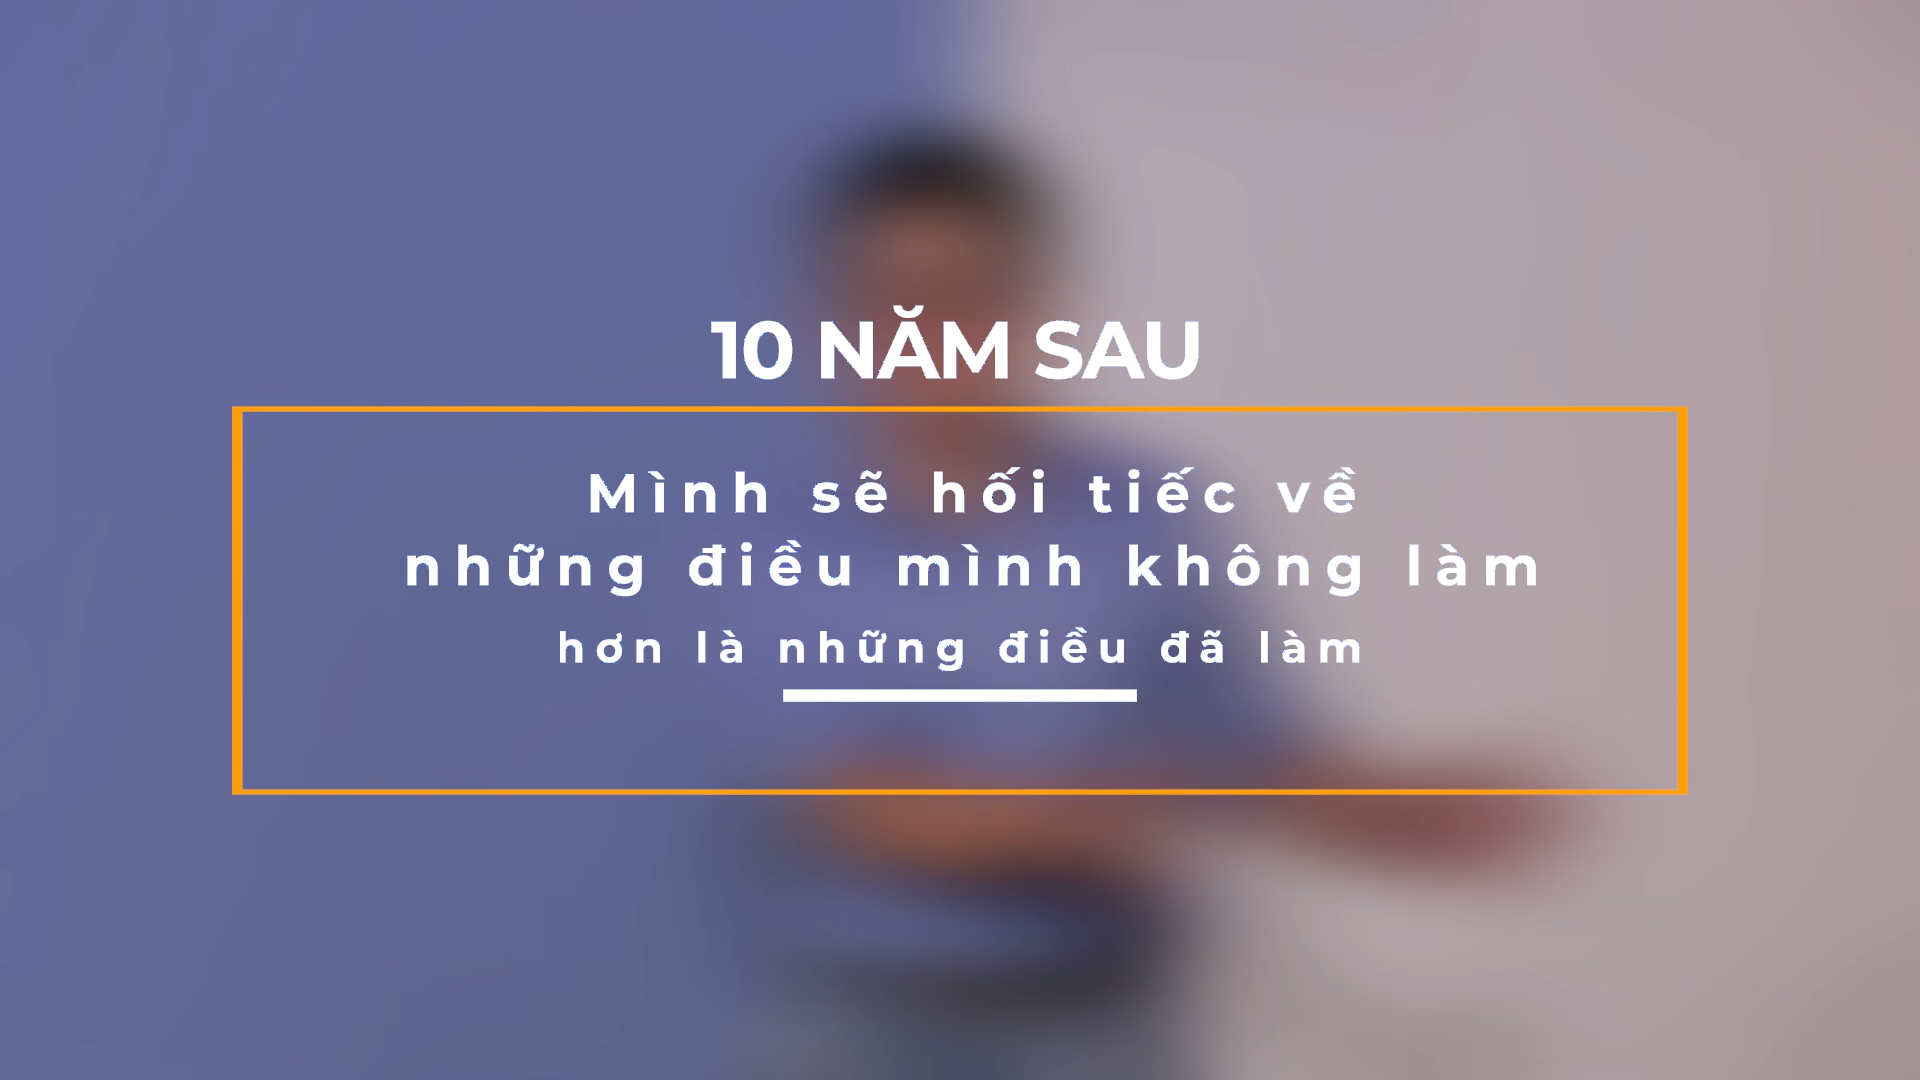 10 NĂM SAU
Mình sẽ hối tiếc về
những điều mình không làm
hơn là những điều đã làm